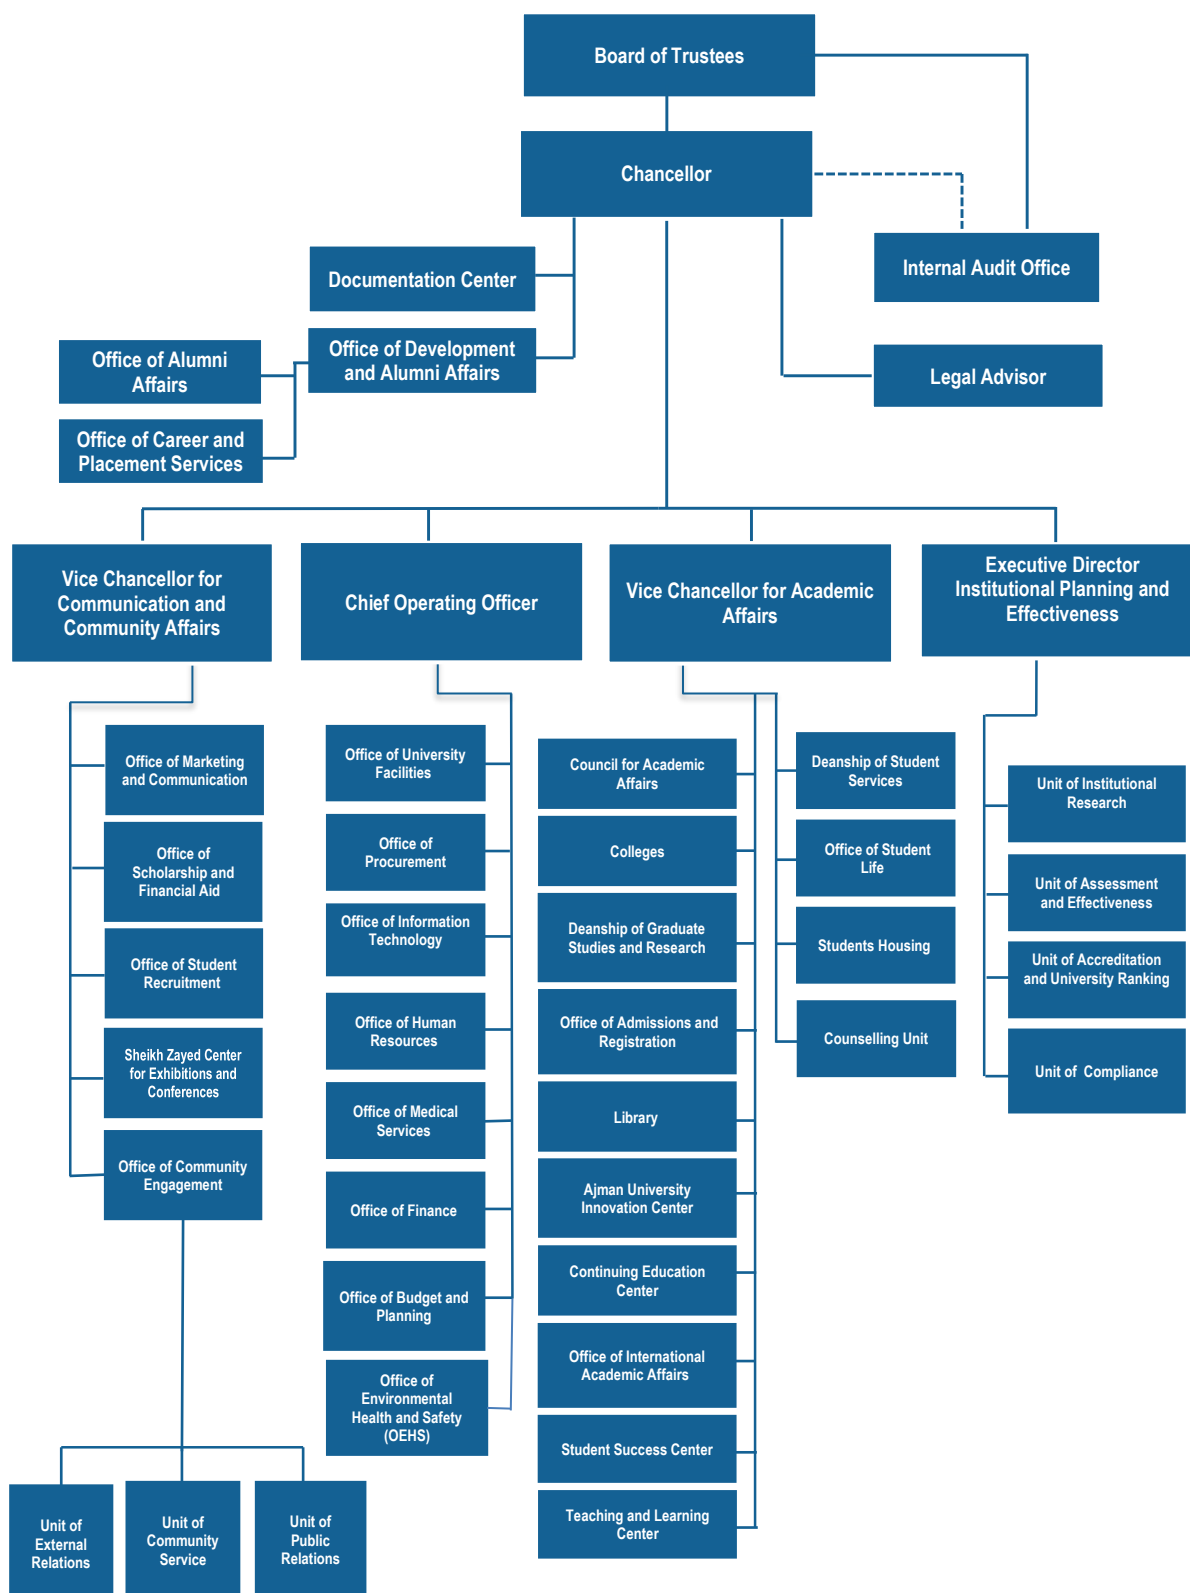 Board of Trustees
Chancellor
Internal Audit Office
Documentation Center
Office of Development
and Alumni Affairs
Office of Alumni
Affairs
Legal Advisor
Office of Career and
Placement Services
Vice Chancellor for
Communication and
Community Affairs
Chief Operating Officer
Vice Chancellor for Academic
Affairs
Executive Director
Institutional Planning and
Effectiveness
Office of Marketing
and Communication
Office of
Scholarship and
Financial Aid
Office of Student
Recruitment
Sheikh Zayed Center
for Exhibitions and
Conferences
Office of Community
Engagement
Unit of
External
Relations
Unit of
Community
Service
Unit of
Public
Relations
Office of University
Facilities
Office of
Procurement
Office of Information
Technology
Office of Human
Resources
Office of Medical
Services
Office of Finance
Office of Budget and
Planning
Office of
Environmental
Health and Safety
(OEHS)
Council for Academic
Affairs
Colleges
Deanship of Graduate
Studies and Research
Office of Admissions and
Registration
Library
Ajman University
Innovation Center
Continuing Education
Center
Office of International
Academic Affairs
Student Success Center
Teaching and Learning
Center
Deanship of Student
Services
Office of Student
Life
Students Housing
Counselling Unit
Unit of Institutional
Research
Unit of Assessment
and Effectiveness
Unit of Accreditation
and University Ranking
Unit of Compliance